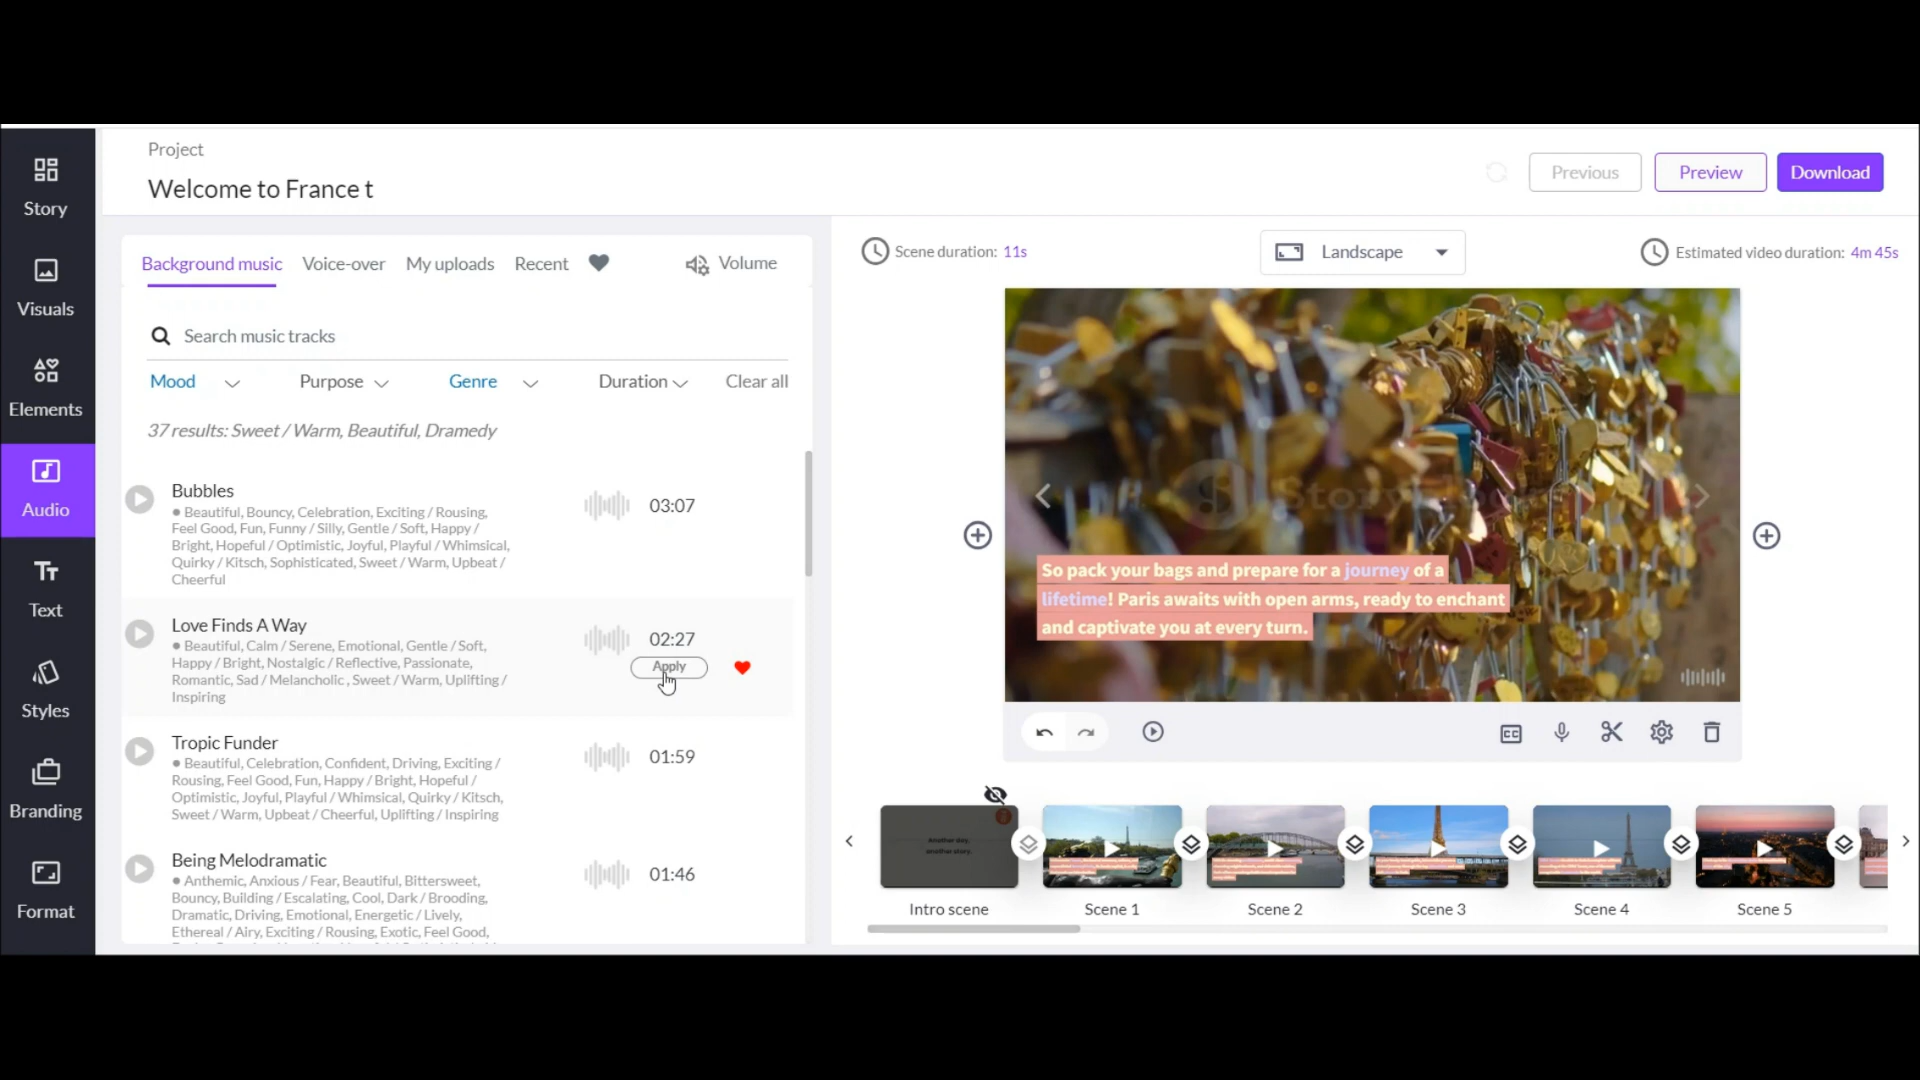 Project
Welcome to France t
Previous
Preview
Download
Story
Visuals
Elements
Audio
Text
Styles
Branding
Format
Background music
Voice-over
My uploads
Recent
Volume
Search music tracks
Mood
Purpose
Genre
Duration
Clear all
37 results: Sweet / Warm, Beautiful, Dramedy
Bubbles
03:07
• Beautiful, Bouncy, Celebration, Exciting / Rousing,
Feel Good, Fun, Funny / Silly, Gentle / Soft, Happy /
Bright, Hopeful / Optimistic, Joyful, Playful / Whimsical,
Quirky / Kitsch, Sophisticated, Sweet / Warm, Upbeat /
Cheerful
Love Finds A Way
02:27
Apply
• Beautiful, Calm / Serene, Emotional, Gentle / Soft,
Happy / Bright, Nostalgic / Reflective, Passionate,
Romantic, Sad / Melancholic , Sweet / Warm, Uplifting /
Inspiring
Tropic Funder
01:59
• Beautiful, Celebration, Confident, Driving, Exciting /
Rousing, Feel Good, Fun, Happy / Bright, Hopeful /
Optimistic, Joyful, Playful / Whimsical, Quirky / Kitsch,
Sweet / Warm, Upbeat / Cheerful, Uplifting / Inspiring
Being Melodramatic
01:46
• Anthemic, Anxious / Fear, Beautiful, Bittersweet,
Bouncy, Building / Escalating, Cool, Dark / Brooding,
Dramatic, Driving, Emotional, Energetic / Lively,
Ethereal / Airy, Exciting / Rousing, Exotic, Feel Good,
Scene duration: 11s
Landscape
Estimated video duration: 4m 45s
So pack your bags and prepare for a journey of a
lifetime! Paris awaits with open arms, ready to enchant
and captivate you at every turn.
CC
Another day,
another story.
Intro scene
Scene 1
Scene 2
Scene 3
Scene 4
Scene 5